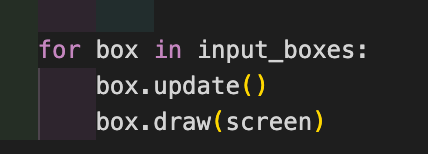 for box in input_boxes:
    box.update()
    box.draw(screen)